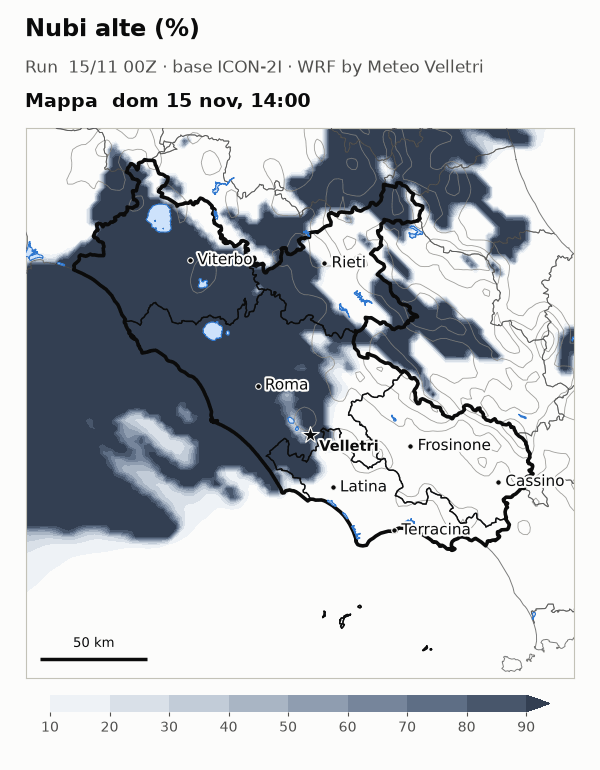 Nubi alte (%)
Run  15/11 00Z · base ICON-2I · WRF by Meteo Velletri
Mappa  dom 15 nov, 14:00
Viterbo
Rieti
Roma
Velletri
Frosinone
Latina
Cassino
Terracina
50 km
10 20 30 40 50 60 70 80 90